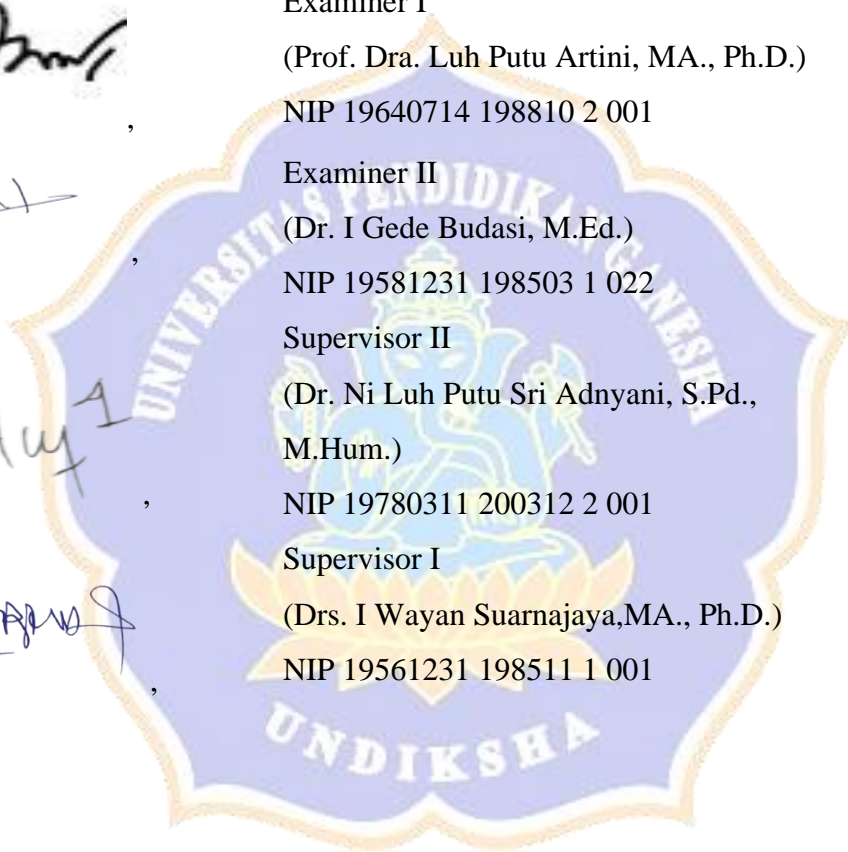 Examiner I
(Prof. Dra. Luh Putu Artini, MA., Ph.D.)
,
NIP 19640714 198810 2 001
Examiner II
(Dr. I Gede Budasi, M.Ed.)
,
NIP 19581231 198503 1 022
Supervisor II
(Dr. Ni Luh Putu Sri Adnyani, S.Pd.,
M.Hum.)
,
NIP 19780311 200312 2 001
Supervisor I
(Drs. I Wayan Suarnajaya,MA., Ph.D.)
,
NIP 19561231 198511 1 001
UNIVERSITAS PENDIDIKAN GANESHA
UNDIKSHA